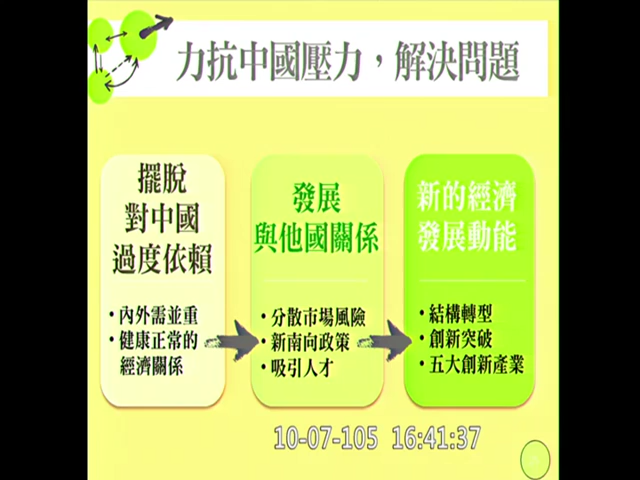 力抗中國壓力，解決問題
擺脫
對中國
過度依賴
•內外需並重
•健康正常的
經濟關係
發展
與他國關係
•分散市場風險
•新南向政策
•吸引人才
新的經濟
發展動能
•結構轉型
•創新突破
•五大創新產業
10-07-105 16:41:37